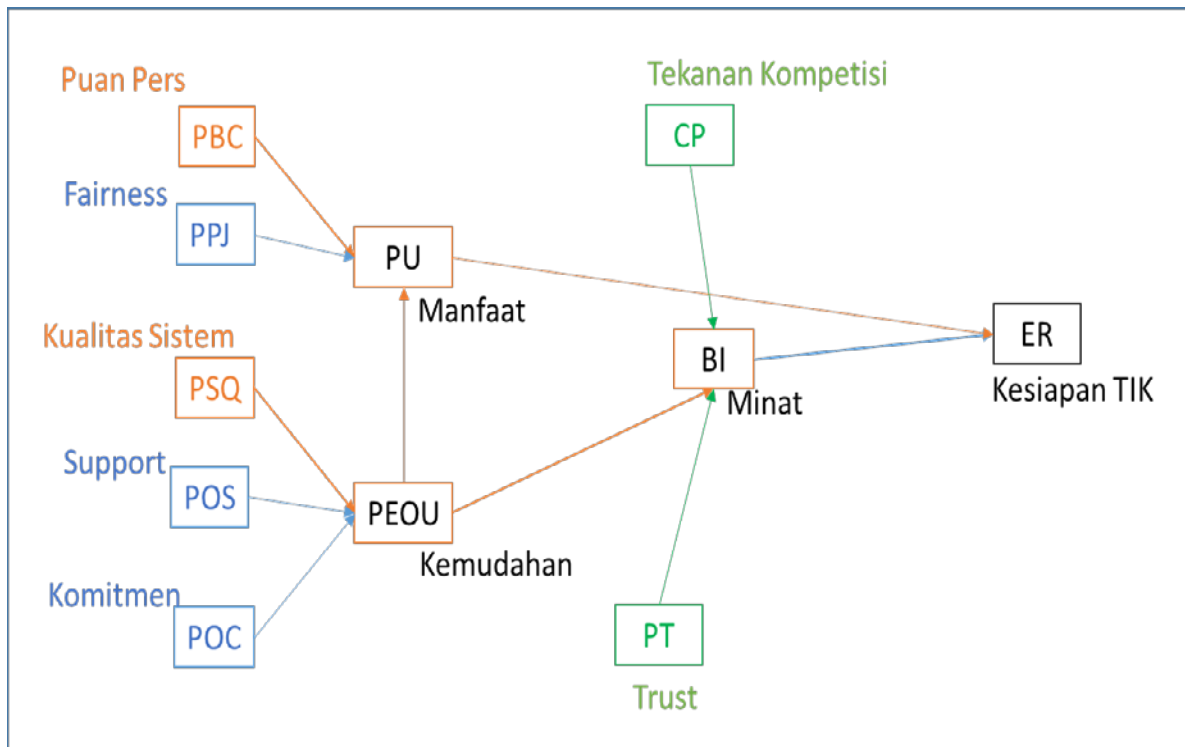 Puan Pers
PBC
Fairness
PPJ
PU
Manfaat
Kualitas Sistem
PSQ
Support
POS
PEOU
Kemudahan
Komitmen
POC
Tekanan Kompetisi
CP
BI
Minat
PT
Trust
ER
Kesiapan TIK